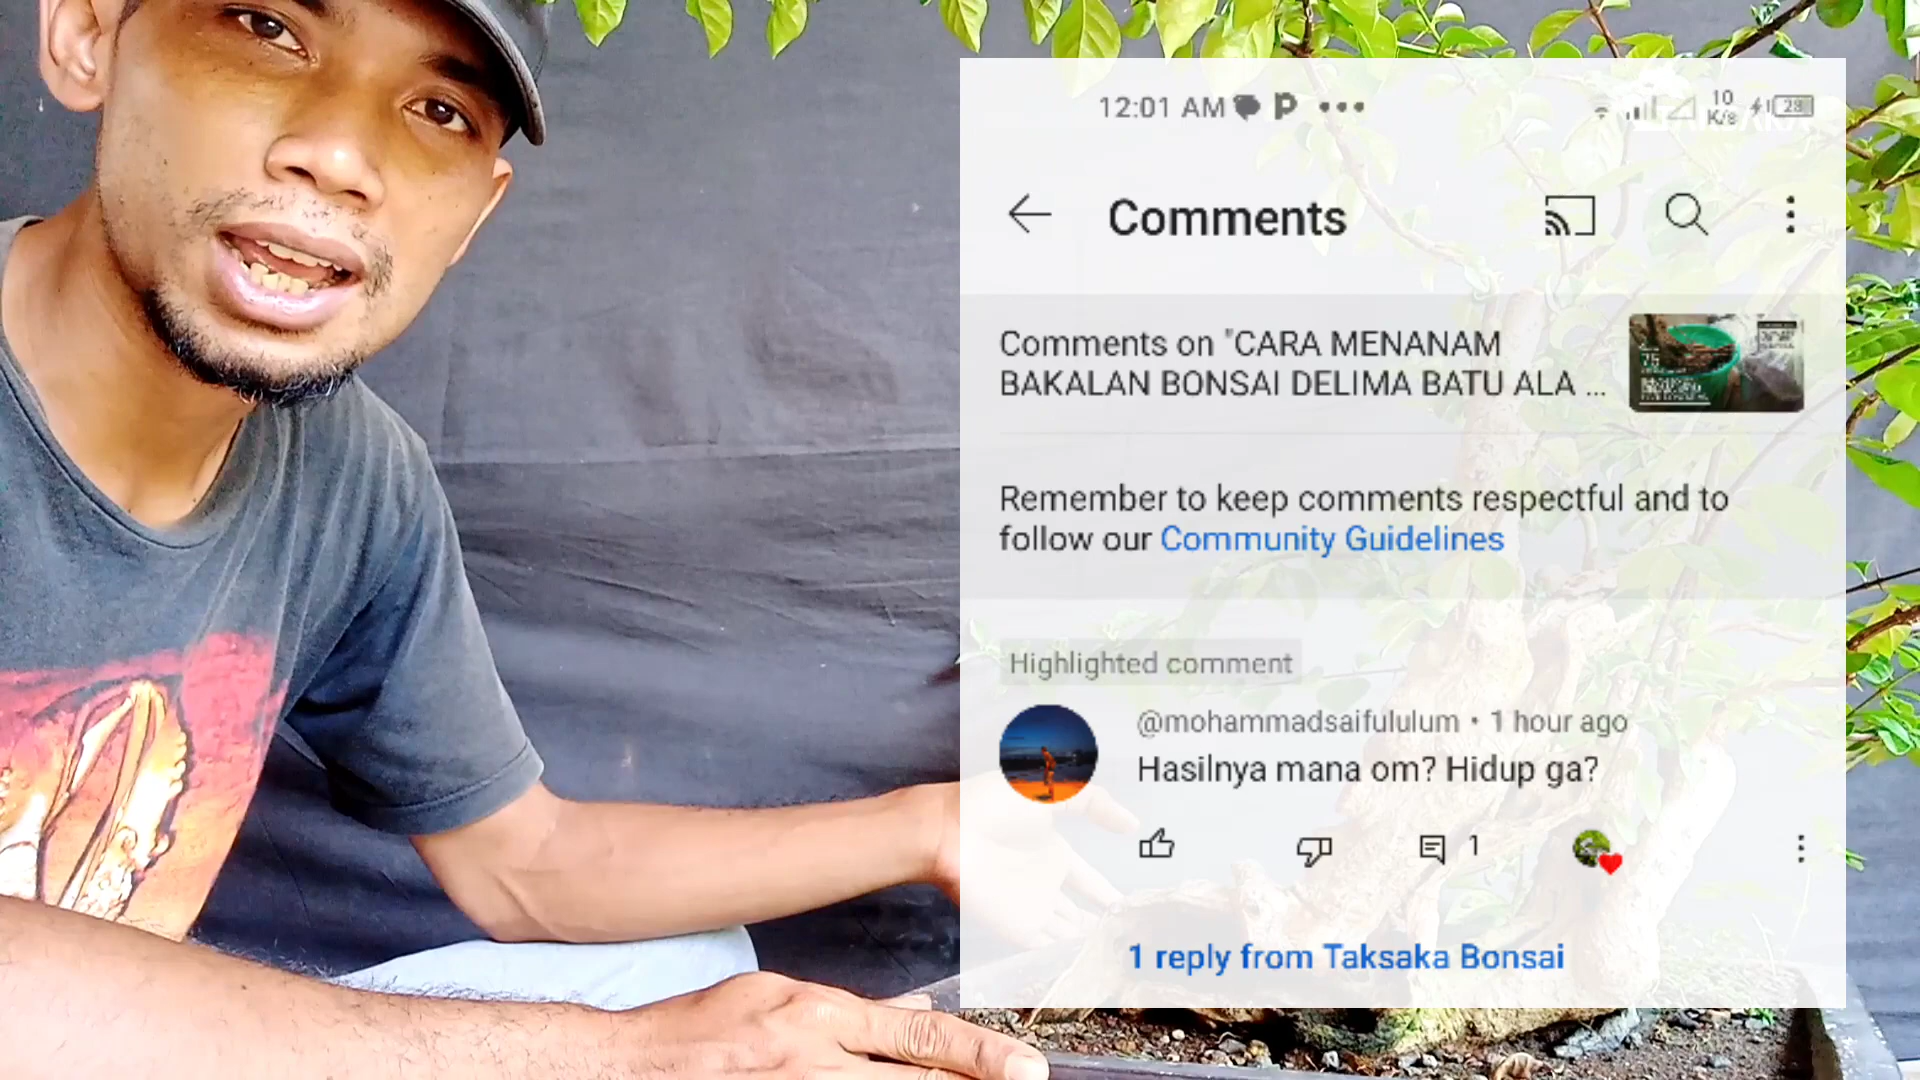 12:01 AM
10
K/s
28
Comments
Comments on "CARA MENANAM
BAKALAN BONSAI DELIMA BATU ALA ...
Remember to keep comments respectful and to
follow our Community Guidelines
Highlighted comment
@mohammadsaifululum • 1 hour ago
Hasilnya mana om? Hidup ga?
1
1 reply from Taksaka Bonsai